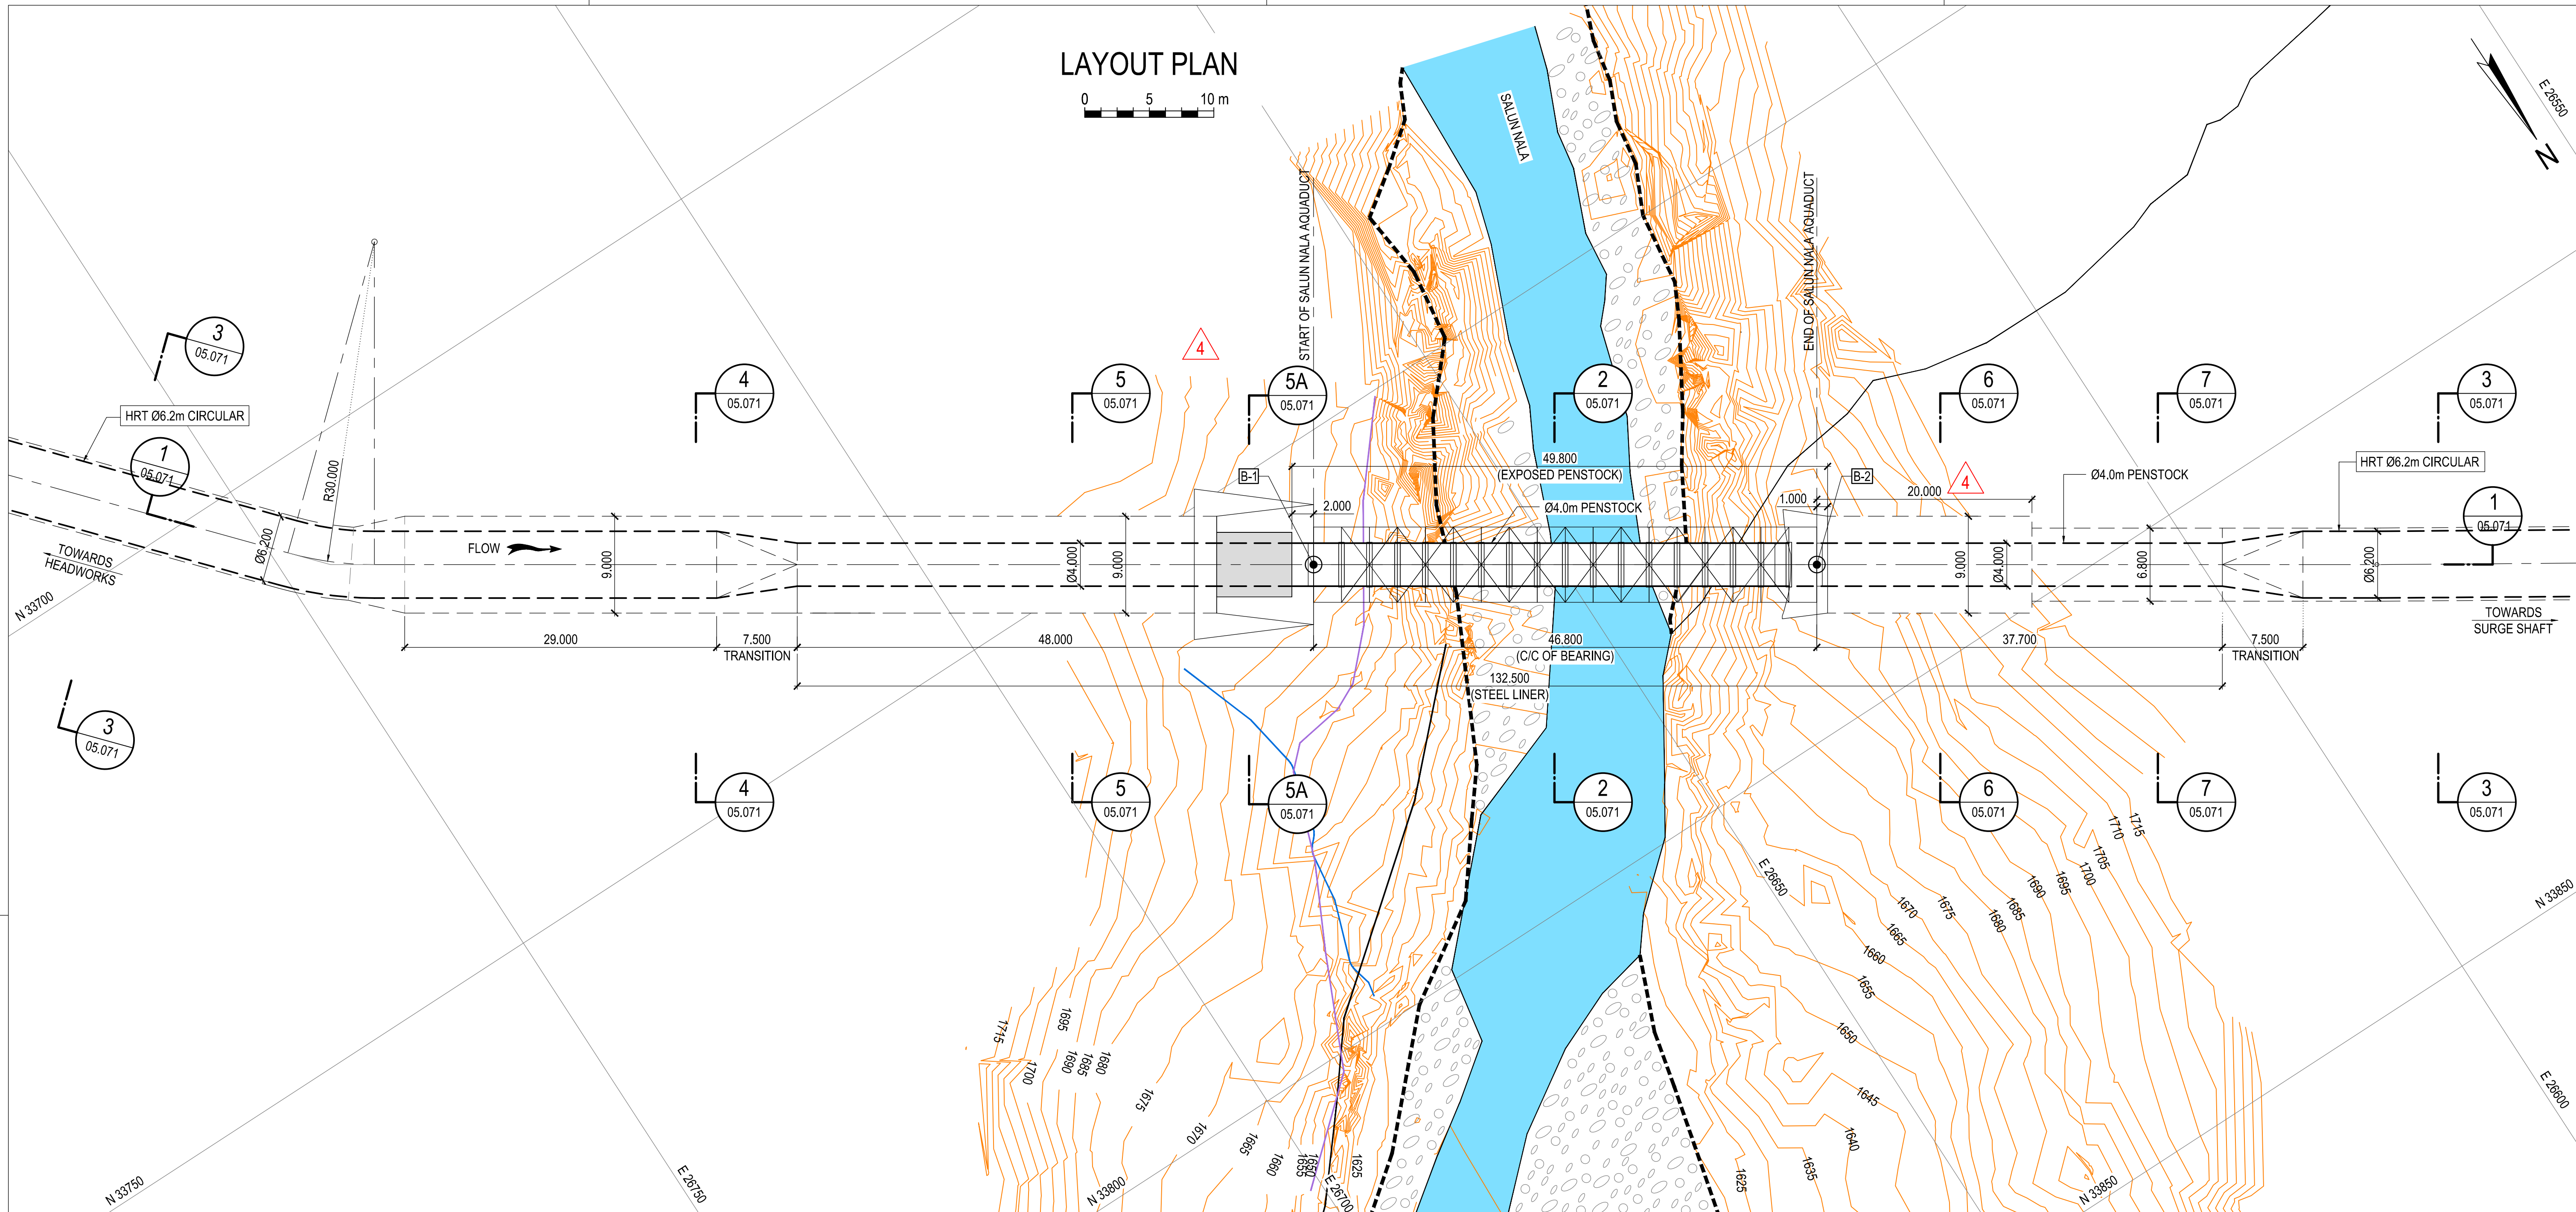 LAYOUT PLAN
0 5 10 m
SALUN NALA
E 26550
N
START OF SALUN NALA AQUADUCT
END OF SALUN NALA AQUADUCT
3
05.071
4
4
05.071
5
05.071
5A
05.071
2
05.071
6
05.071
7
05.071
3
05.071
HRT Ø6.2m CIRCULAR
1
05.071
R30.000
49.800
(EXPOSED PENSTOCK)
B-1
B-2
2.000
1.000
20.000
4
Ø4.0m PENSTOCK
Ø4.0m PENSTOCK
HRT Ø6.2m CIRCULAR
1
05.071
Ø6.200
FLOW
9.000
Ø4.000
9.000
9.000
Ø4.000
6.800
Ø6.200
TOWARDS
HEADWORKS
TOWARDS
SURGE SHAFT
N 33700
29.000
7.500
TRANSITION
48.000
46.800
(C/C OF BEARING)
37.700
7.500
TRANSITION
132.500
(STEEL LINER)
3
05.071
4
05.071
5
05.071
5A
05.071
2
05.071
6
05.071
7
05.071
3
05.071
1715
1710
1705
1700
1695
1690
1685
1680
1675
1670
1665
1660
1655
1650
1645
1640
1635
1625
E 26650
N 33850
E 26600
N 33850
1715
1700
1695
1690
1685
1680
1675
1670
1665
1660
1655
1650
1625
E 26700
N 33800
E 26750
N 33750